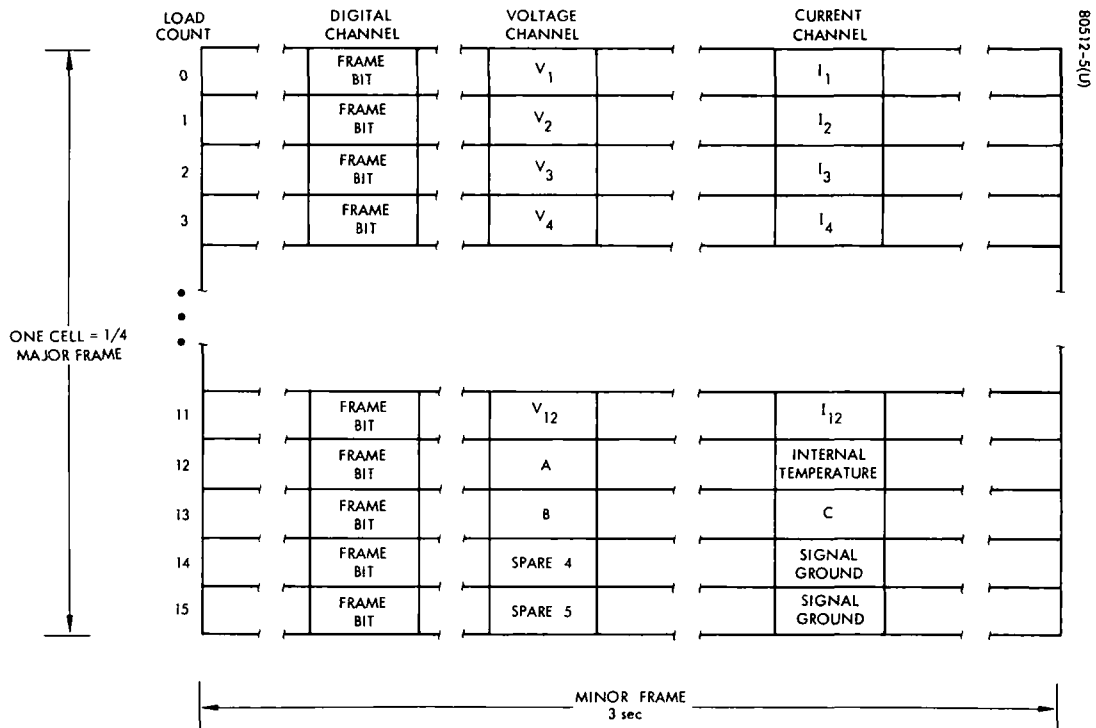 LOAD COUNT
DIGITAL CHANNEL
VOLTAGE CHANNEL
CURRENT CHANNEL
80512-5(U)
0 FRAME BIT V1 I1
1 FRAME BIT V2 I2
2 FRAME BIT V3 I3
3 FRAME BIT V4 I4
ONE CELL = 1/4
MAJOR FRAME
11 FRAME BIT V12 I12
12 FRAME BIT A INTERNAL TEMPERATURE
13 FRAME BIT B C
14 FRAME BIT SPARE 4 SIGNAL GROUND
15 FRAME BIT SPARE 5 SIGNAL GROUND
MINOR FRAME
3 sec